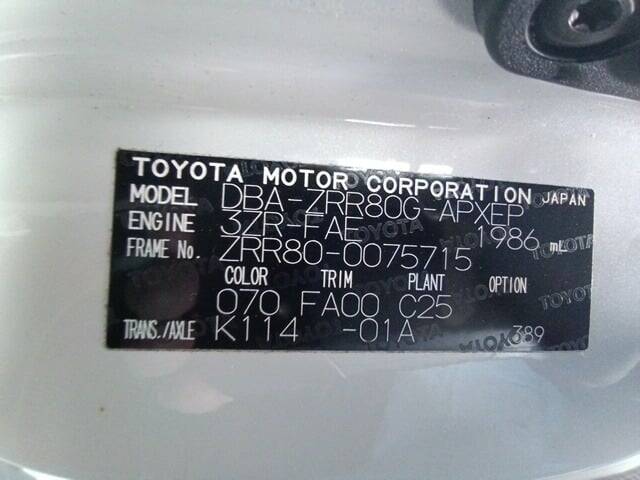 TOYOTA MOTOR CORPORATION JAPAN
MODEL DBA-ZRR80G-APXEP
ENGINE 3ZR-FAE 1986 mL
FRAME No. ZRR80-0075715
COLOR TRIM PLANT OPTION
070 FA00 C25
TRANS./AXLE K114 -01A 389